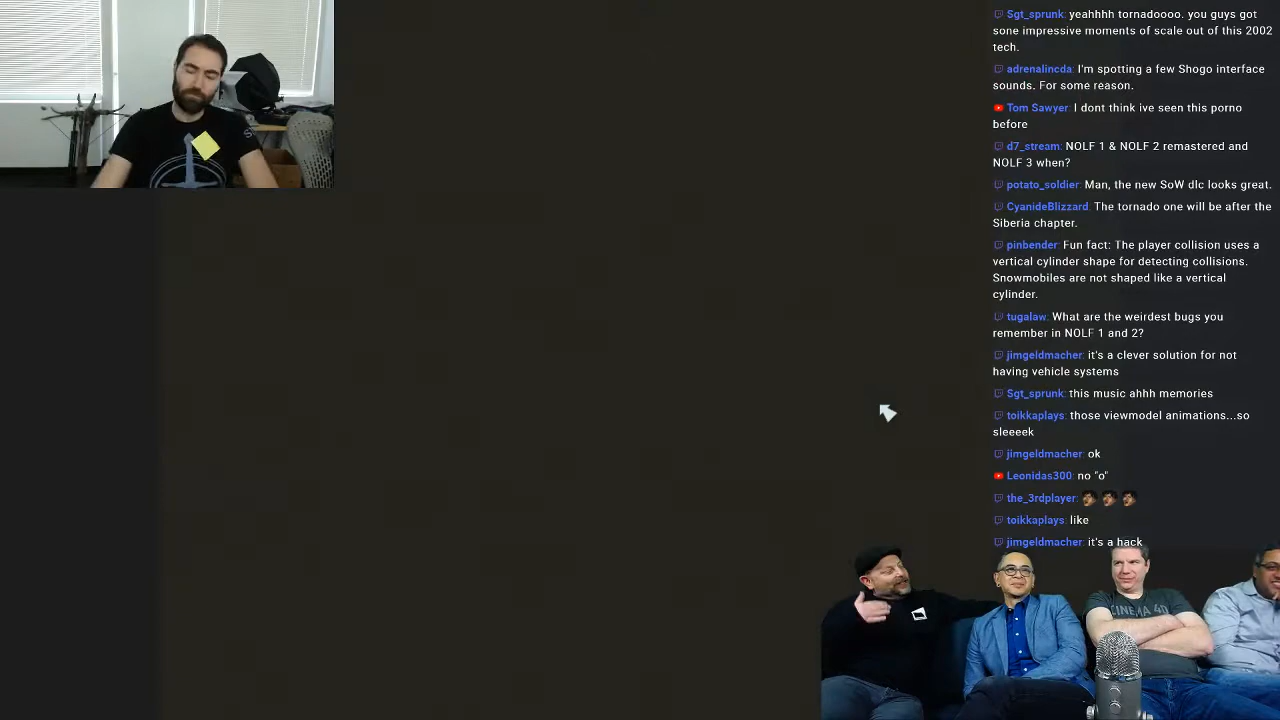 Sgt_sprunk: yeahhhh tornadoooo. you guys got
sone impressive moments of scale out of this 2002
tech.
adrenalincda: I'm spotting a few Shogo interface
sounds. For some reason.
Tom Sawyer: I dont think ive seen this porno
before
d7_stream: NOLF 1 & NOLF 2 remastered and
NOLF 3 when?
potato_soldier: Man, the new SoW dlc looks great.
CyanideBlizzard: The tornado one will be after the
Siberia chapter.
pinbender: Fun fact: The player collision uses a
vertical cylinder shape for detecting collisions.
Snowmobiles are not shaped like a vertical
cylinder.
tugalaw: What are the weirdest bugs you
remember in NOLF 1 and 2?
jimgeldmacher: it's a clever solution for not
having vehicle systems
Sgt_sprunk: this music ahhh memories
toikkaplays: those viewmodel animations...so
sleeeek
jimgeldmacher: ok
Leonidas300: no "o"
the_3rdplayer:
toikkaplays: like
jimgeldmacher: it's a hack
CINEMA 4D